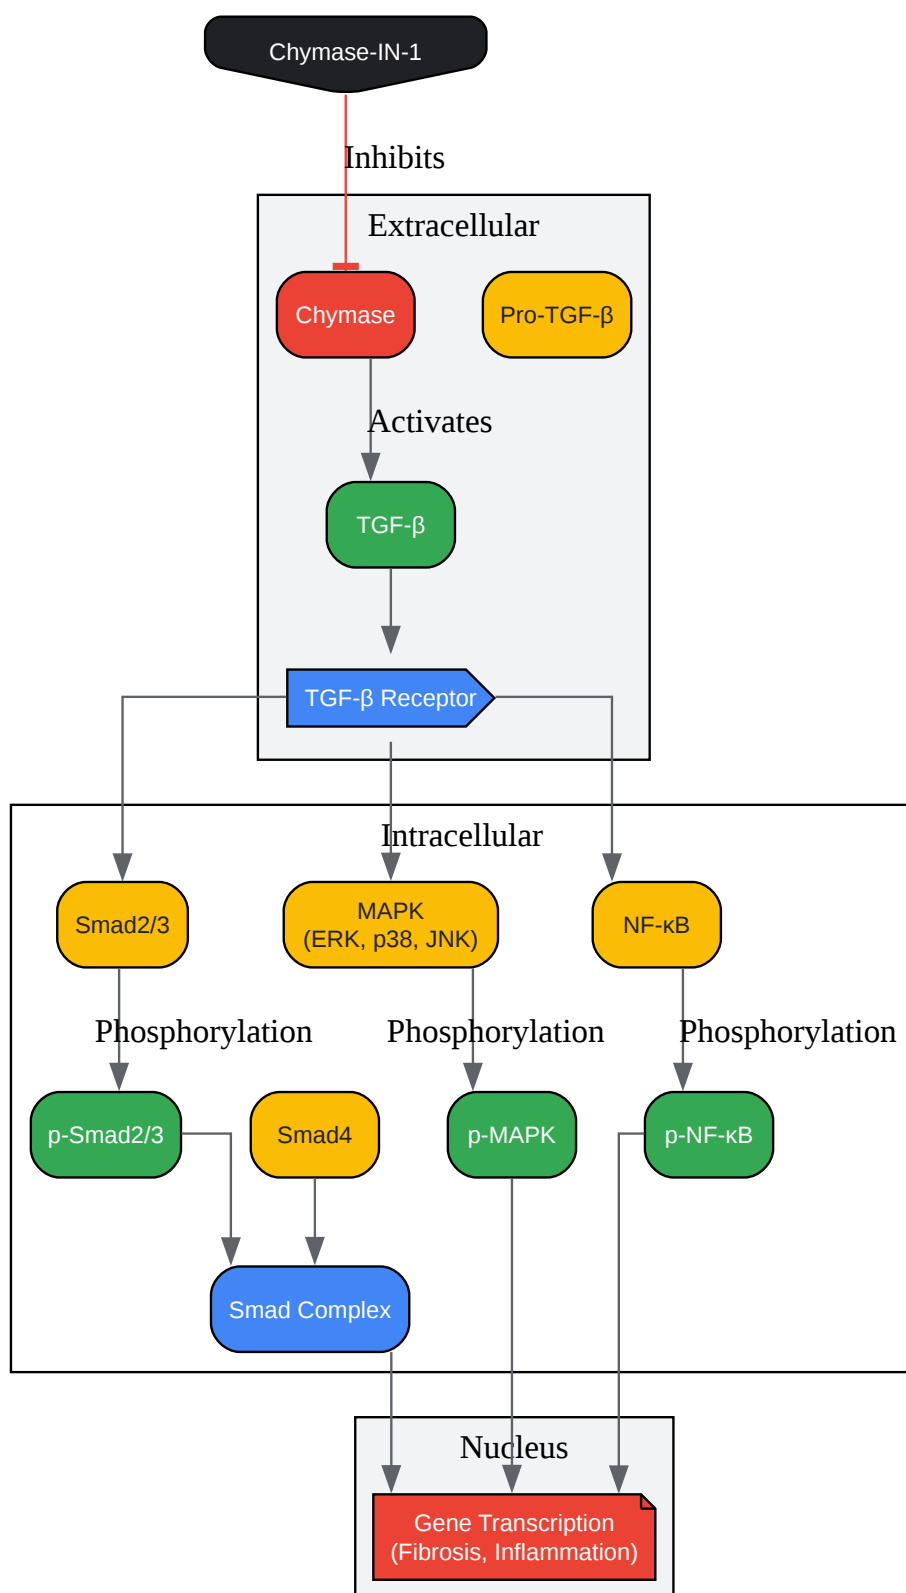 Chymase-IN-1
Inhibits
Extracellular
Chymase
Pro-TGF-β
Activates
TGF-β
TGF-β Receptor
Intracellular
Smad2/3
MAPK
(ERK, p38, JNK)
NF-κB
Phosphorylation
Phosphorylation
Phosphorylation
p-Smad2/3
Smad4
p-MAPK
p-NF-κB
Smad Complex
Nucleus
Gene Transcription
(Fibrosis, Inflammation)